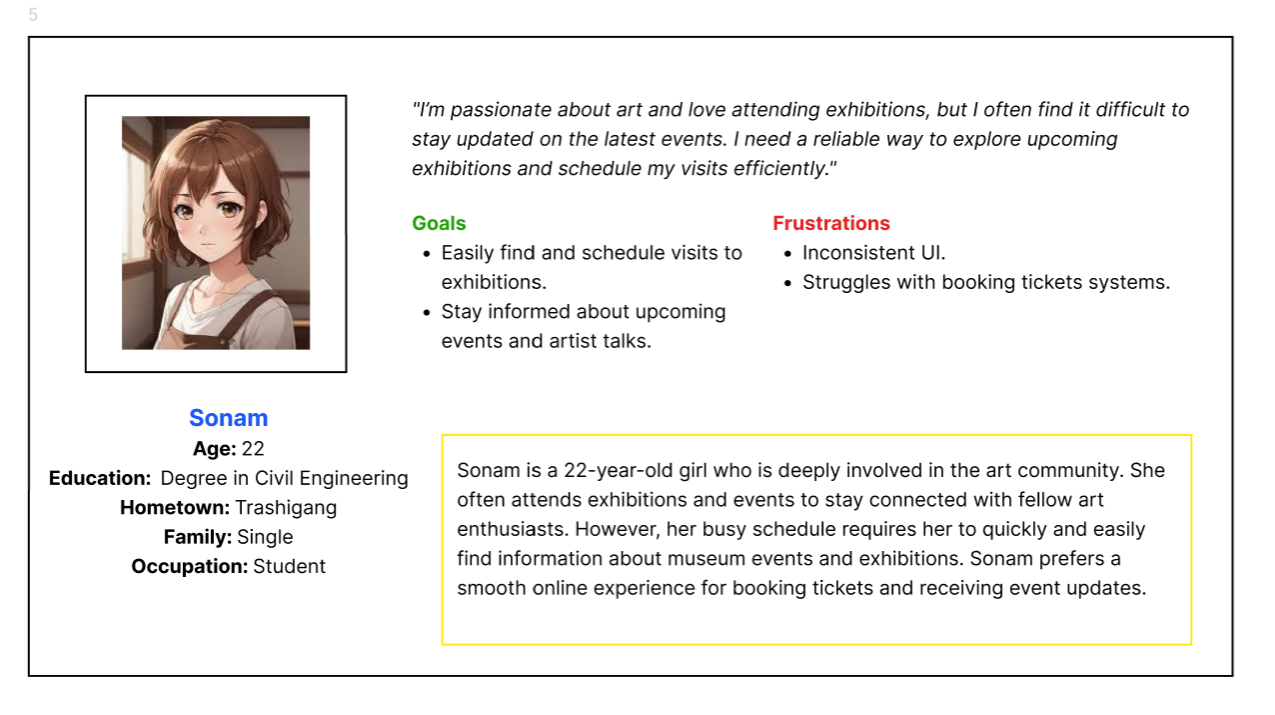 5
"I'm passionate about art and love attending exhibitions, but I often find it difficult to
stay updated on the latest events. I need a reliable way to explore upcoming
exhibitions and schedule my visits efficiently."
Goals
• Easily find and schedule visits to
exhibitions.
• Stay informed about upcoming
events and artist talks.
Frustrations
• Inconsistent UI.
• Struggles with booking tickets systems.
Sonam
Age: 22
Education: Degree in Civil Engineering
Hometown: Trashigang
Family: Single
Occupation: Student
Sonam is a 22-year-old girl who is deeply involved in the art community. She
often attends exhibitions and events to stay connected with fellow art
enthusiasts. However, her busy schedule requires her to quickly and easily
find information about museum events and exhibitions. Sonam prefers a
smooth online experience for booking tickets and receiving event updates.